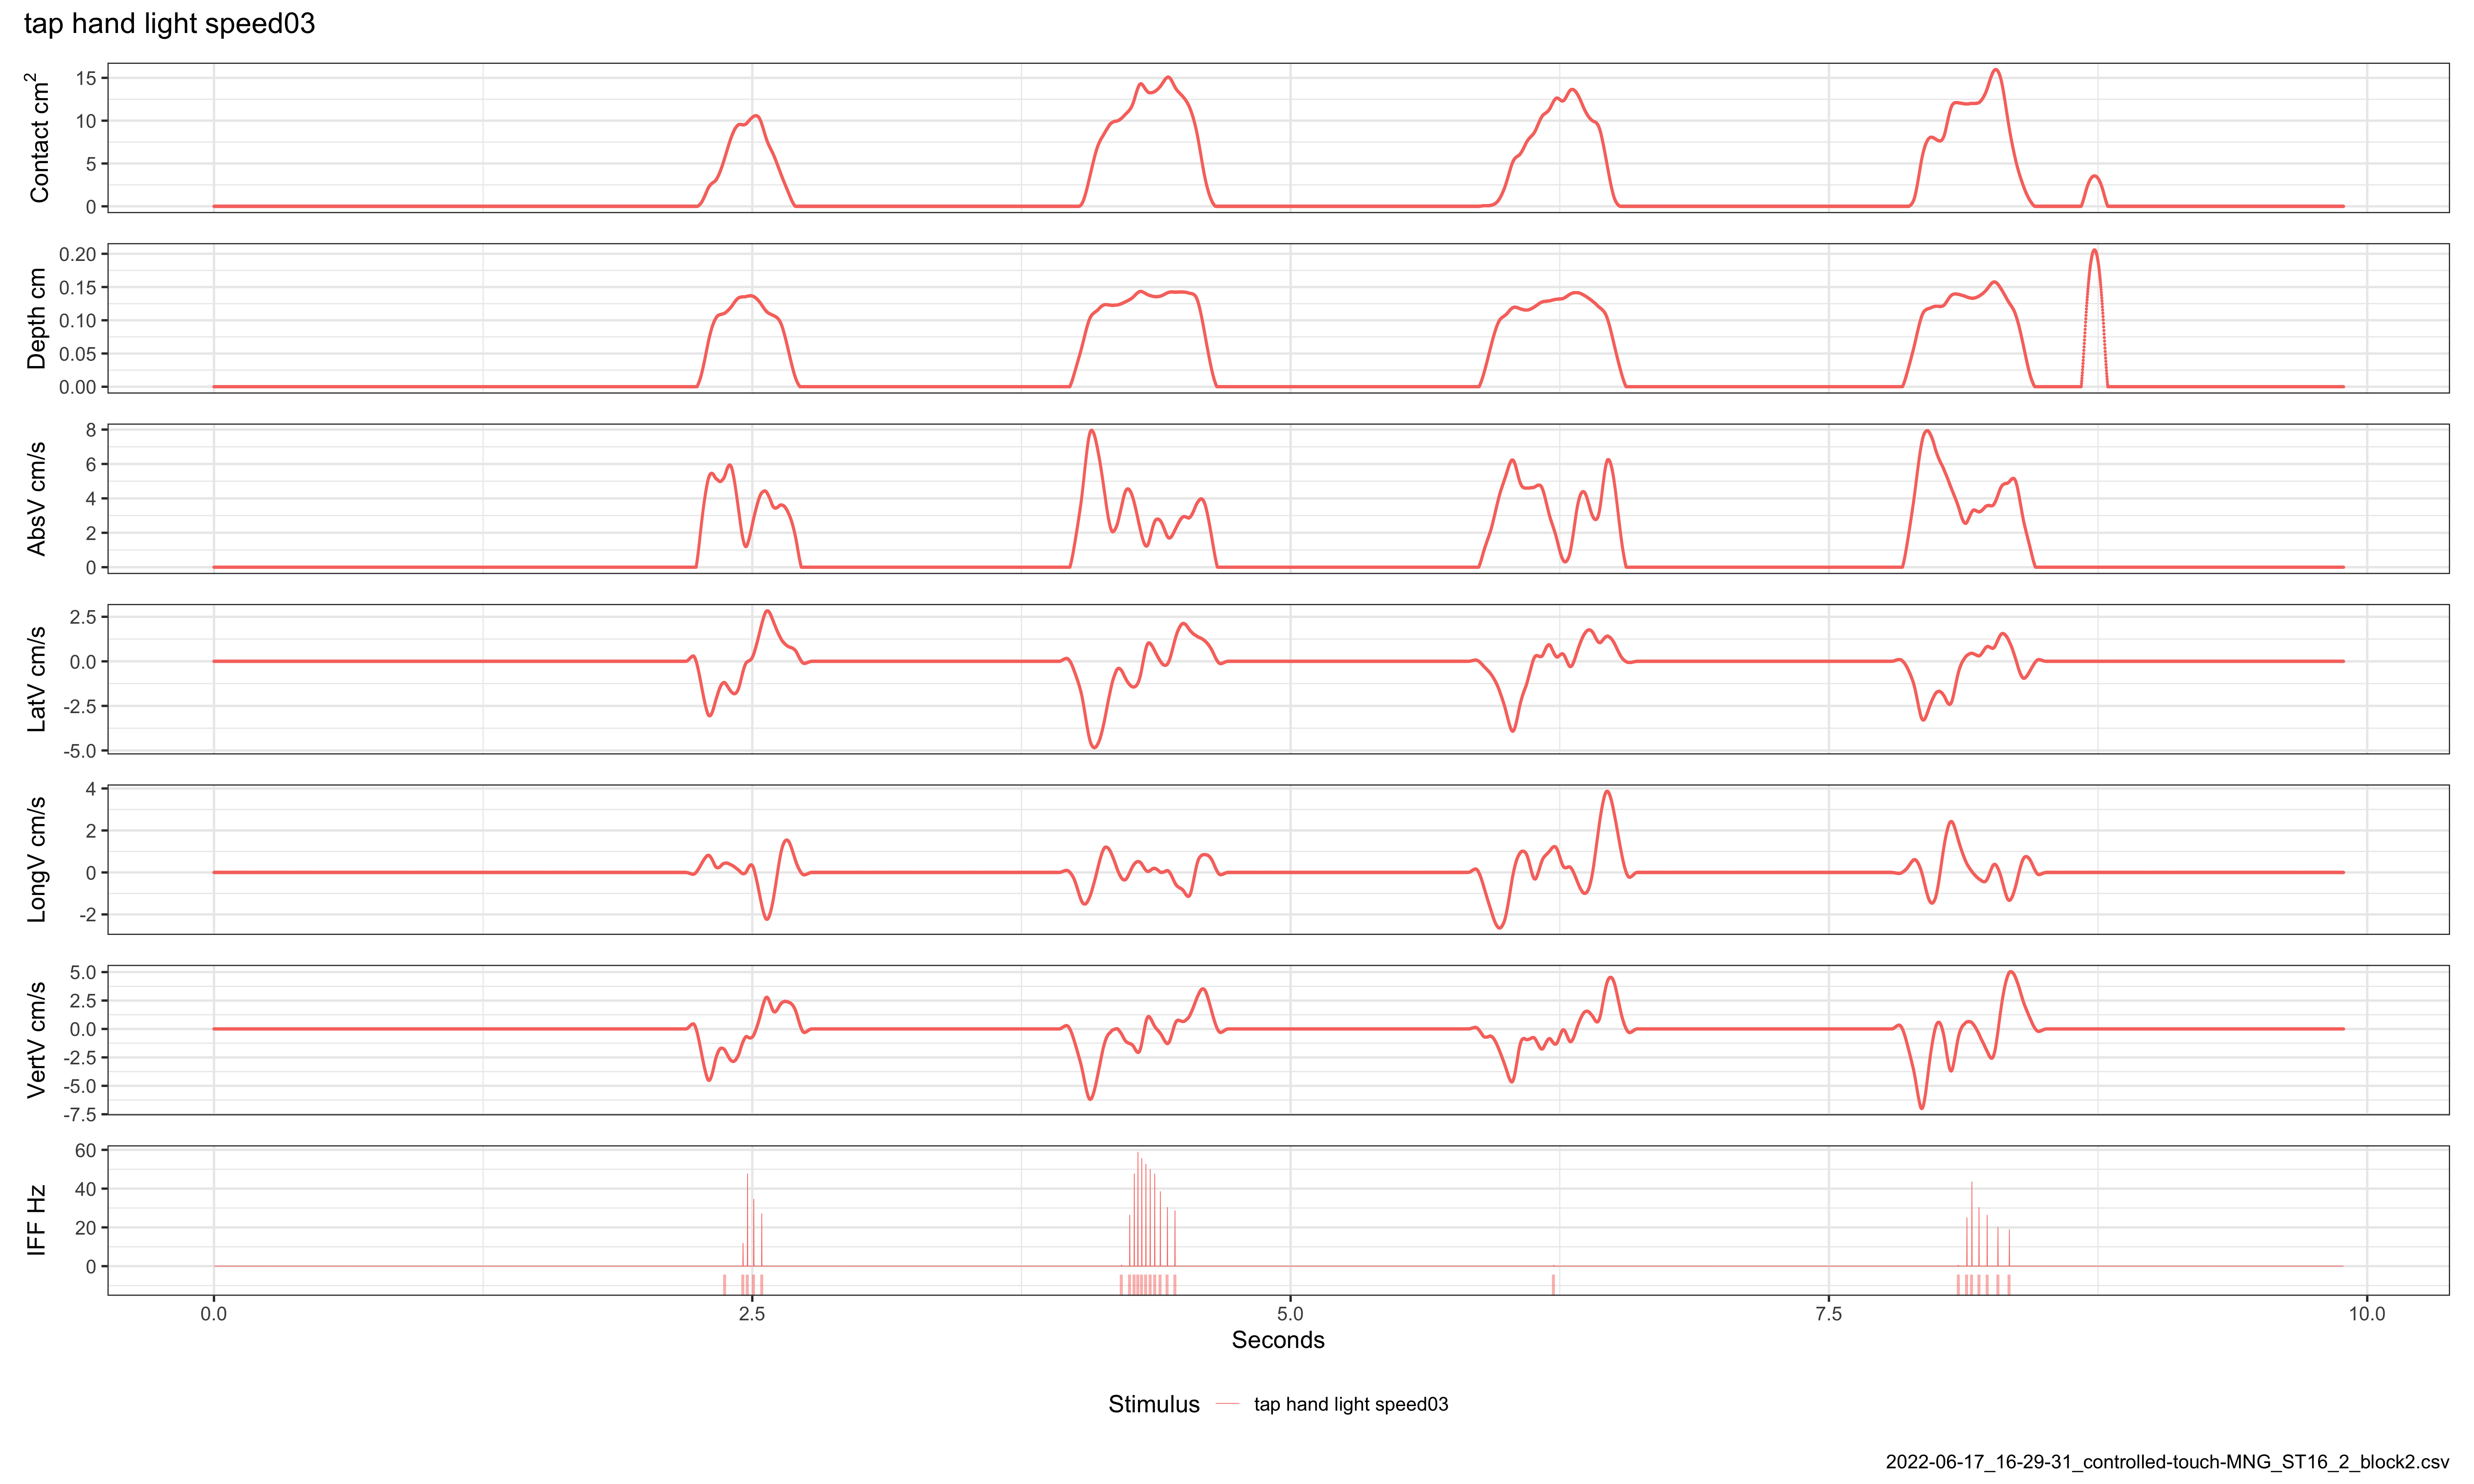 tap hand light speed03
Contact cm²
15
10
5
0
Depth cm
0.20
0.15
0.10
0.05
0.00
AbsV cm/s
8
6
4
2
0
LatV cm/s
2.5
0.0
-2.5
-5.0
LongV cm/s
4
2
0
-2
VertV cm/s
5.0
2.5
0.0
-2.5
-5.0
-7.5
IFF Hz
60
40
20
0
0.0 2.5 5.0 7.5 10.0
Seconds
Stimulus tap hand light speed03
2022-06-17_16-29-31_controlled-touch-MNG_ST16_2_block2.csv